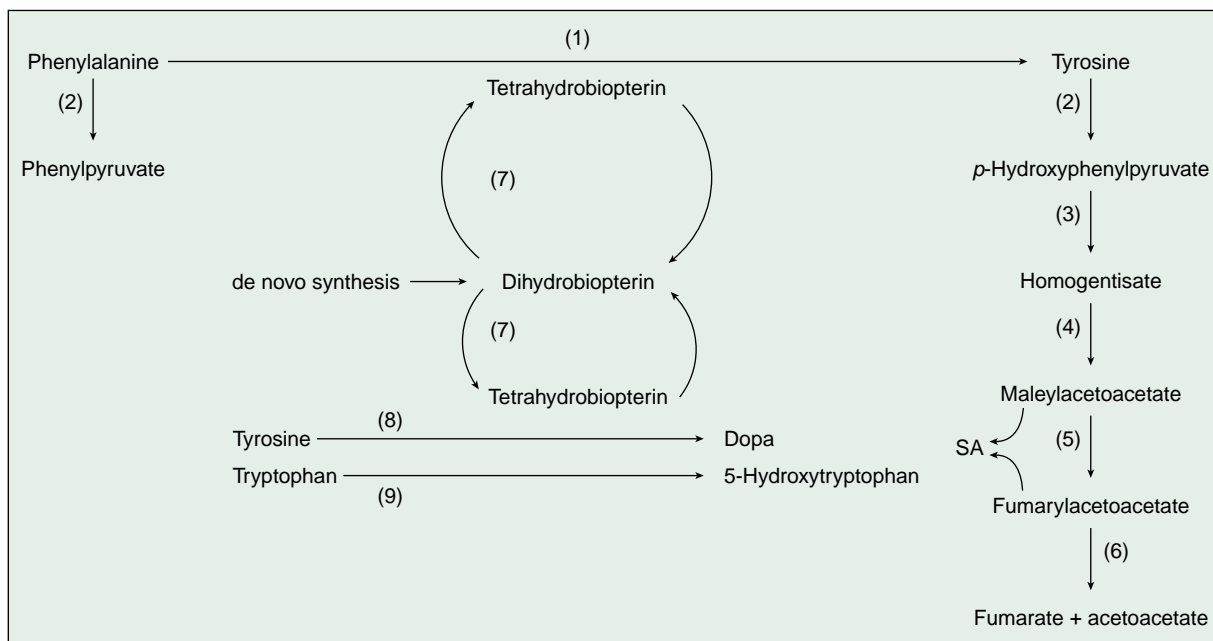 (1)
Phenylalanine
Tyrosine
Tetrahydrobiopterin
(2)
(2)
Phenylpyruvate
(7)
p-Hydroxyphenylpyruvate
(3)
de novo synthesis
Dihydrobiopterin
Homogentisate
(7)
(4)
Tetrahydrobiopterin
Maleylacetoacetate
(8)
Tyrosine
Dopa
SA
(5)
Tryptophan
5-Hydroxytryptophan
(9)
Fumarylacetoacetate
(6)
Fumarate + acetoacetate